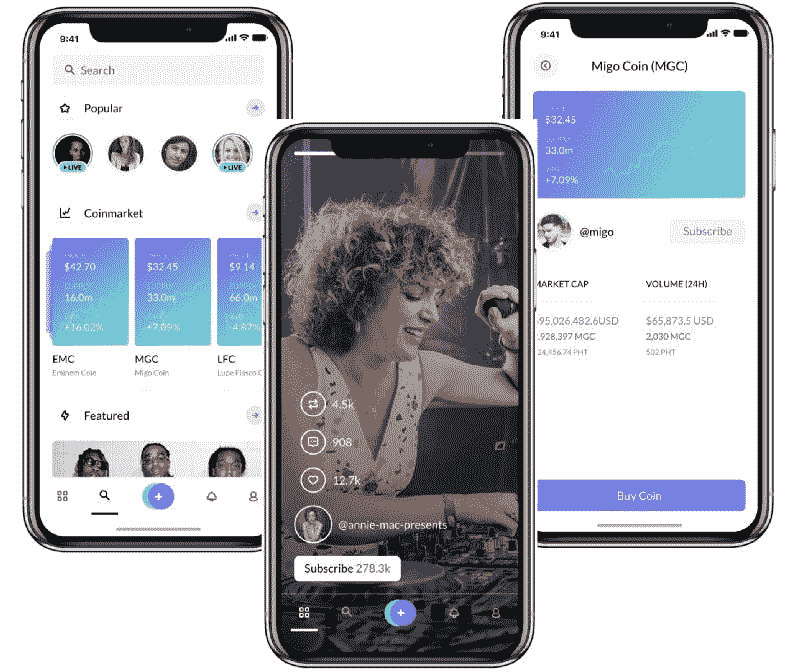 9:41
Search
Popular
LIVE
LIVE
Coinmarket
$42.70
16.0m
+16.02%
$32.45
33.0m
+7.09%
$9.14
66.0m
-4.87%
EMC
Eminem Coin
MGC
Migo Coin
LFC
Lupe Fiasco C
Featured
4.5k
908
12.7k
@annie-mac-presents
Subscribe 278.3k
9:41
Migo Coin (MGC)
$32.45
33.0m
+7.09%
@migo
Subscribe
MARKET CAP
VOLUME (24H)
95,026,482.6USD
$65,873,5 USD
,928,397 MGC
2,030 MGC
24,456.74 PHT
502 PHT
Buy Coin